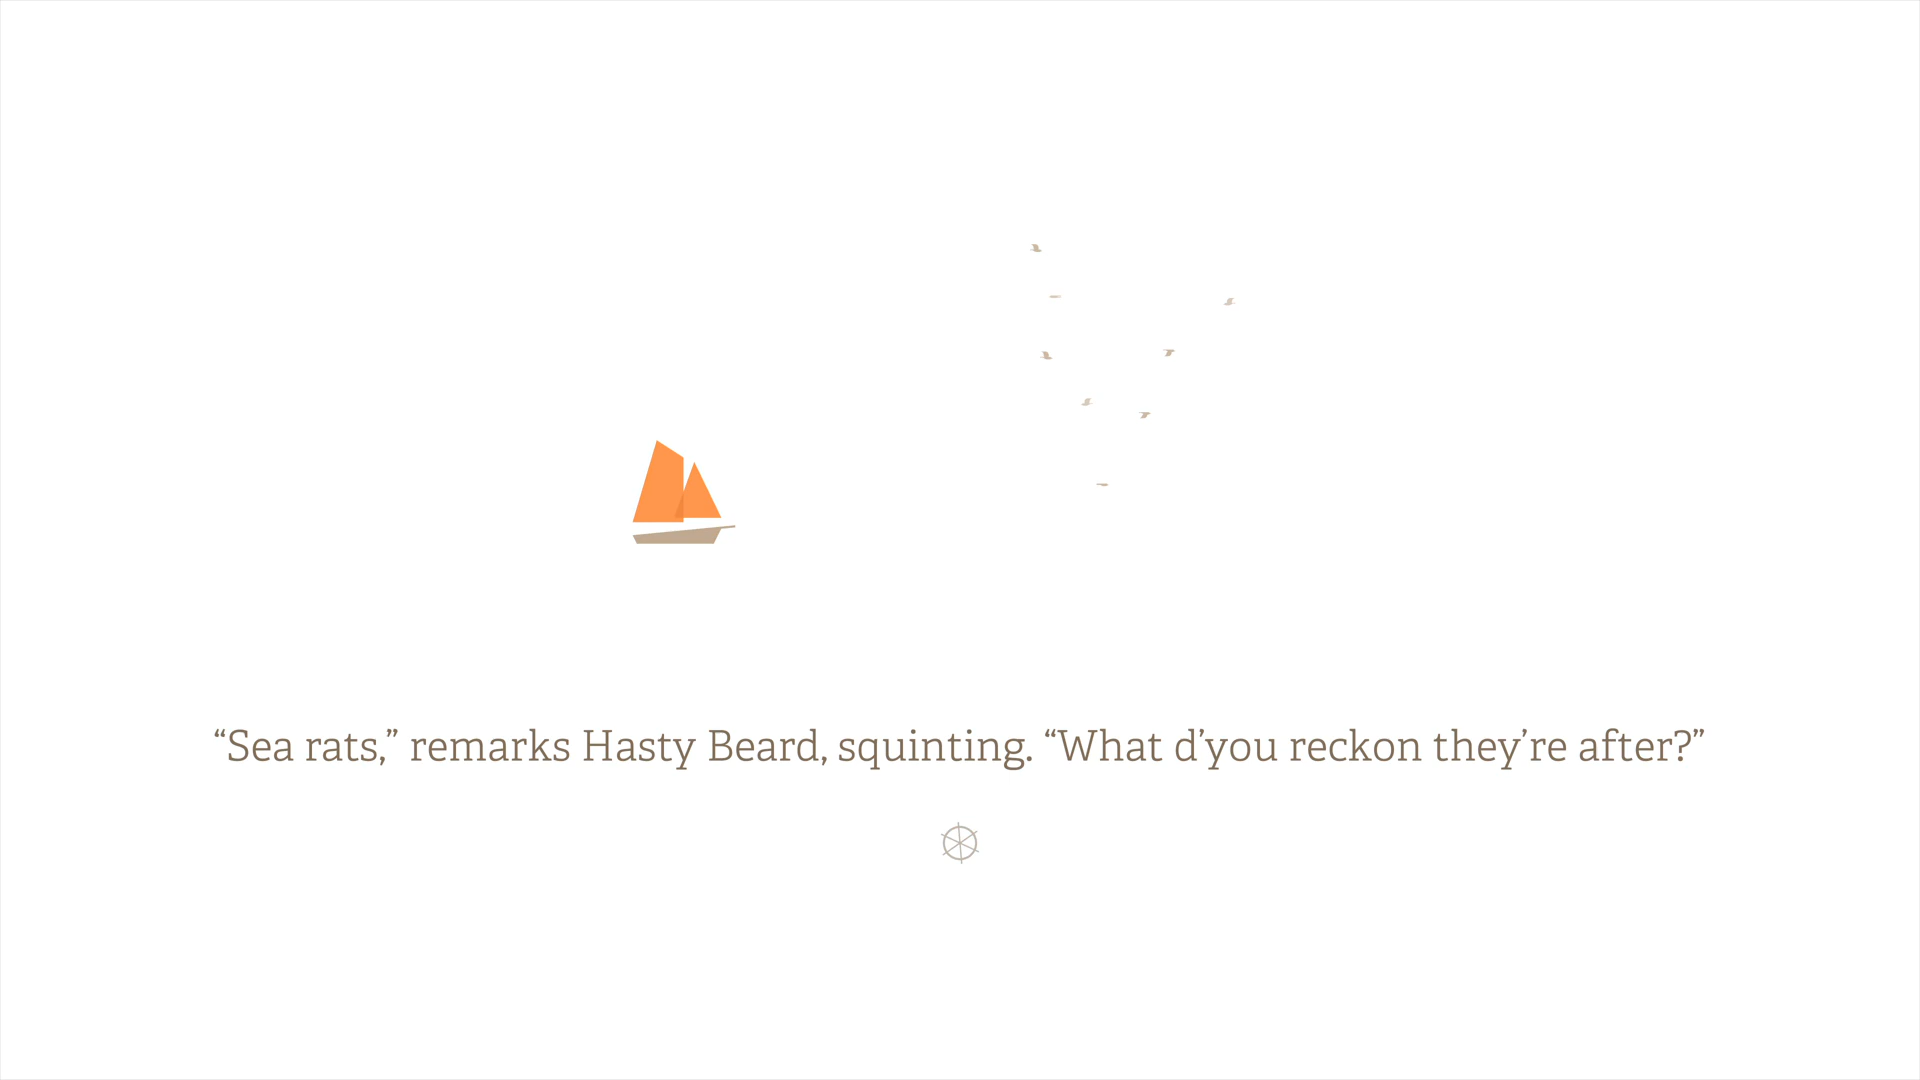 “Sea rats,” remarks Hasty Beard, squinting. “What d’you reckon they’re after?”